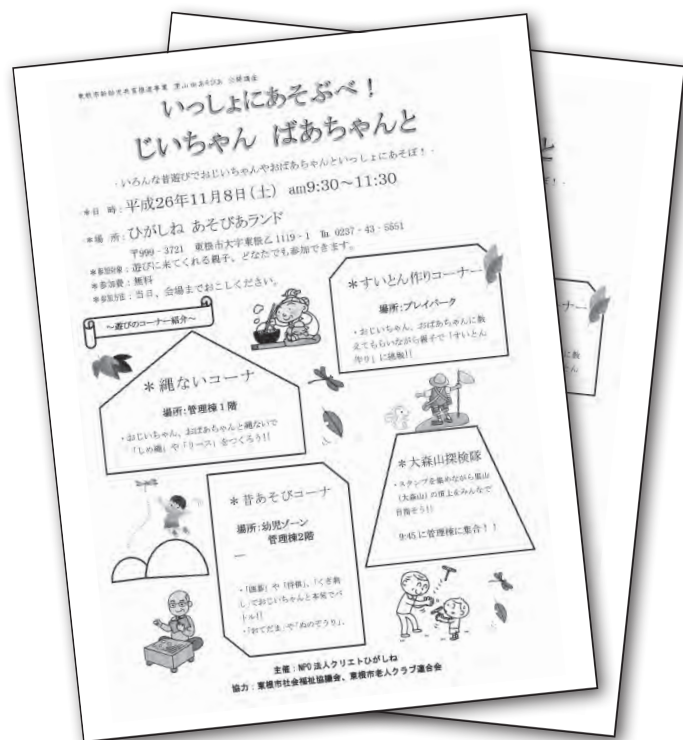 いっしょにあそぶべ！
じいちゃん ばあちゃんと
・いろんな昔遊びでおじいちゃんやおばあちゃんといっしょにあそぼ！・
＊日 時：平成26年11月8日（土） am9:30～11:30
＊場 所：ひがしね あそびあランド
〒999‐3721 東根市大字東根乙1119‐1 ℡ 0237‐43‐5551
＊参加対象：遊びに来てくれる親子、どなたでも参加できます。
＊参加費：無料
＊参加方法：当日、会場までおこしください。
～遊びのコーナー紹介～
＊すいとん作りコーナー
場所：プレイパーク
・おじいちゃん、おばあちゃんに教
えてもらいながら親子で「すいとん
作り」に挑戦!!
＊縄ないコーナ
場所：管理棟1階
・おじいちゃん、おばあちゃんと縄ないで
「しめ縄」や「リース」をつくろう!!
＊大森山探検隊
・スタンプを集めながら里山
（大森山）の頂上をみんなで
目指そう!!
9:45に管理棟に集合！！
＊昔あそびコーナ
場所：幼児ゾーン
管理棟2階
・「囲碁」や「将棋」、「くぎ刺
し」でおじいちゃんと本気でバ
トル!!
・「おてだま」や「ぬのぞうり」、
主催：NPO法人クリエイトひがしね
協力：東根市社会福祉協議会、東根市老人クラブ連合会